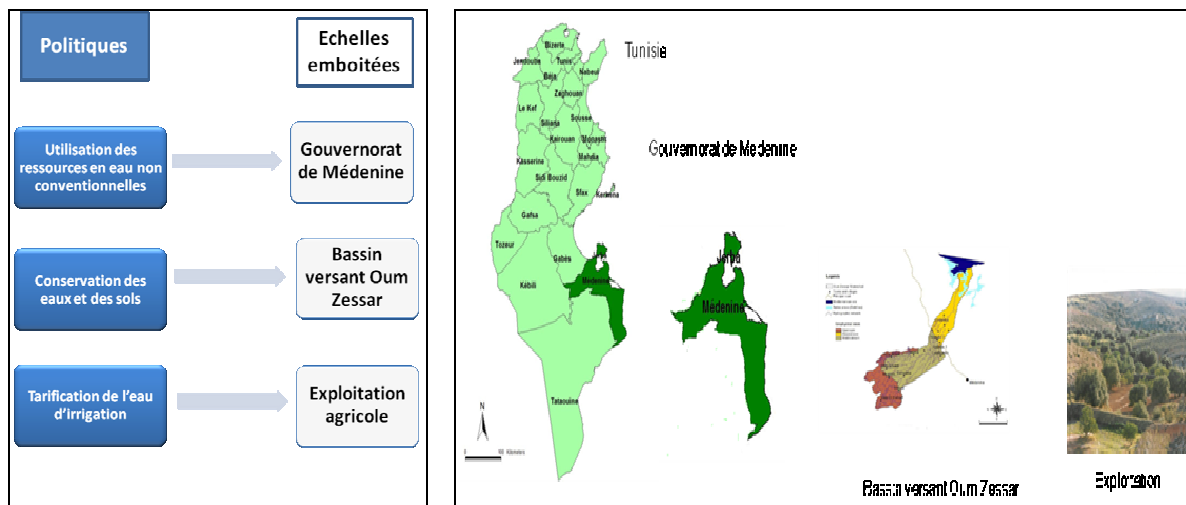 Politiques
Echelles
emboitées
Utilisation des
ressources en eau non
conventionnelles
Gouvernorat
de Médenine
Conservation des
eaux et des sols
Bassin
versant Oum
Zessar
Tarification de l'eau
d'irrigation
Exploitation
agricole
Tunisie
Gouvernorat de Médenine
Bizerte
Jendouba
Tunis
Béja
Nabeul
Zaghouan
Le Kef
Siliana
Sousse
Kairouan
Monastir
Mahdia
Kasserine
Sidi Bouzid
Sfax
Gafsa
Tozeur
Gabès
Kébili
Médenine
Tataouine
N
Jerba
Médenine
Bassin versant Oum Zessar
Exploitation